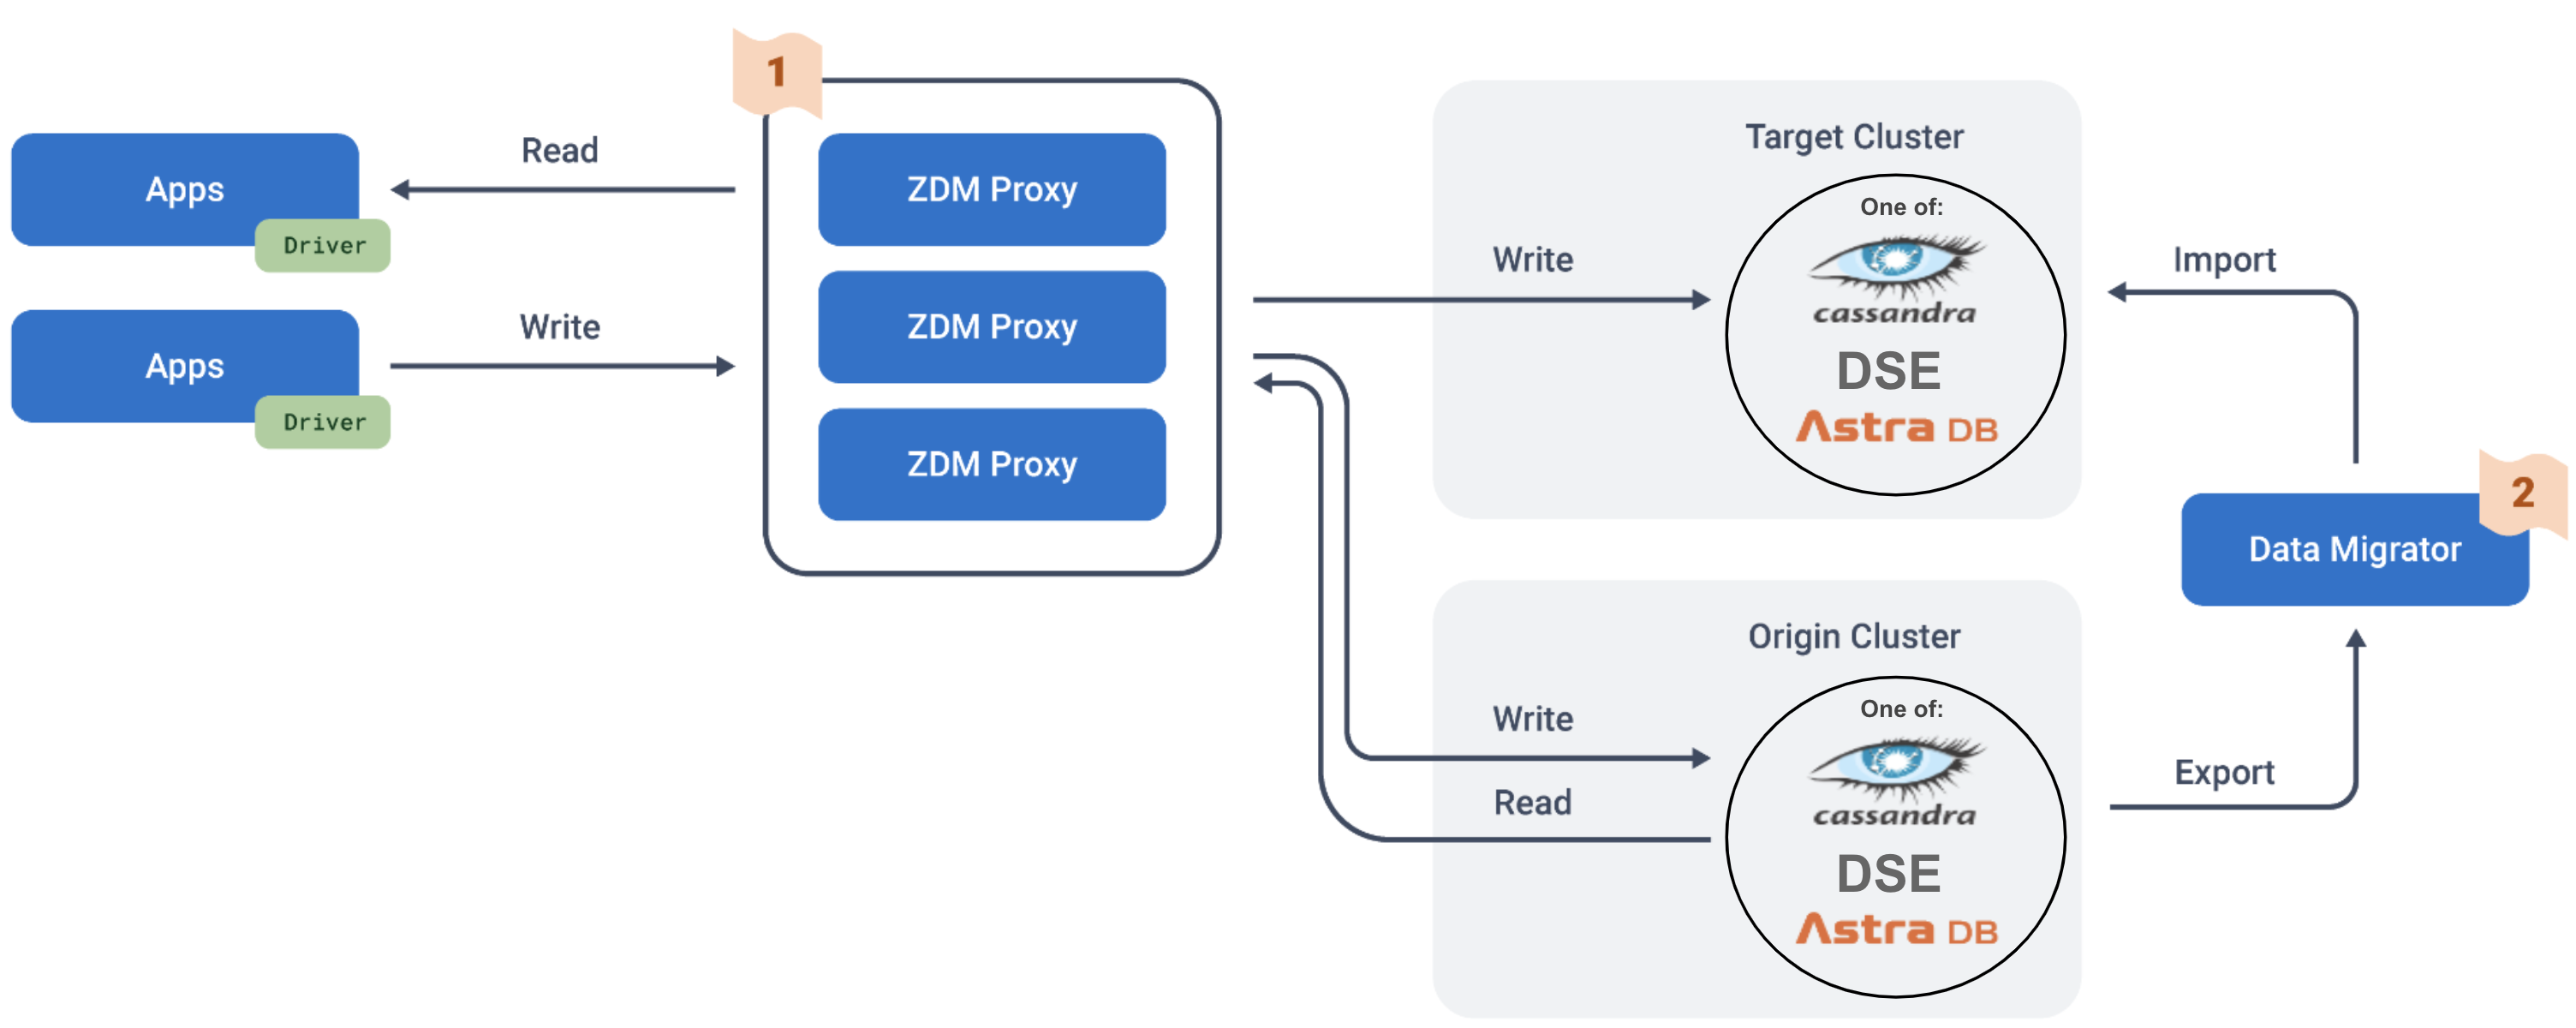 1
Read
Apps
Driver
Write
Apps
Driver
ZDM Proxy
ZDM Proxy
ZDM Proxy
Target Cluster
One of:
cassandra
DSE
Astra DB
Write
Import
2
Data Migrator
Origin Cluster
One of:
cassandra
DSE
Astra DB
Write
Read
Export